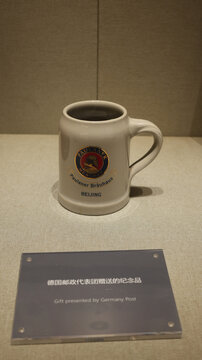 PAULANER
Paulaner Bräuhaus
BEIJING
德国邮政代表团赠送的纪念品
Gift presented by Germany Post